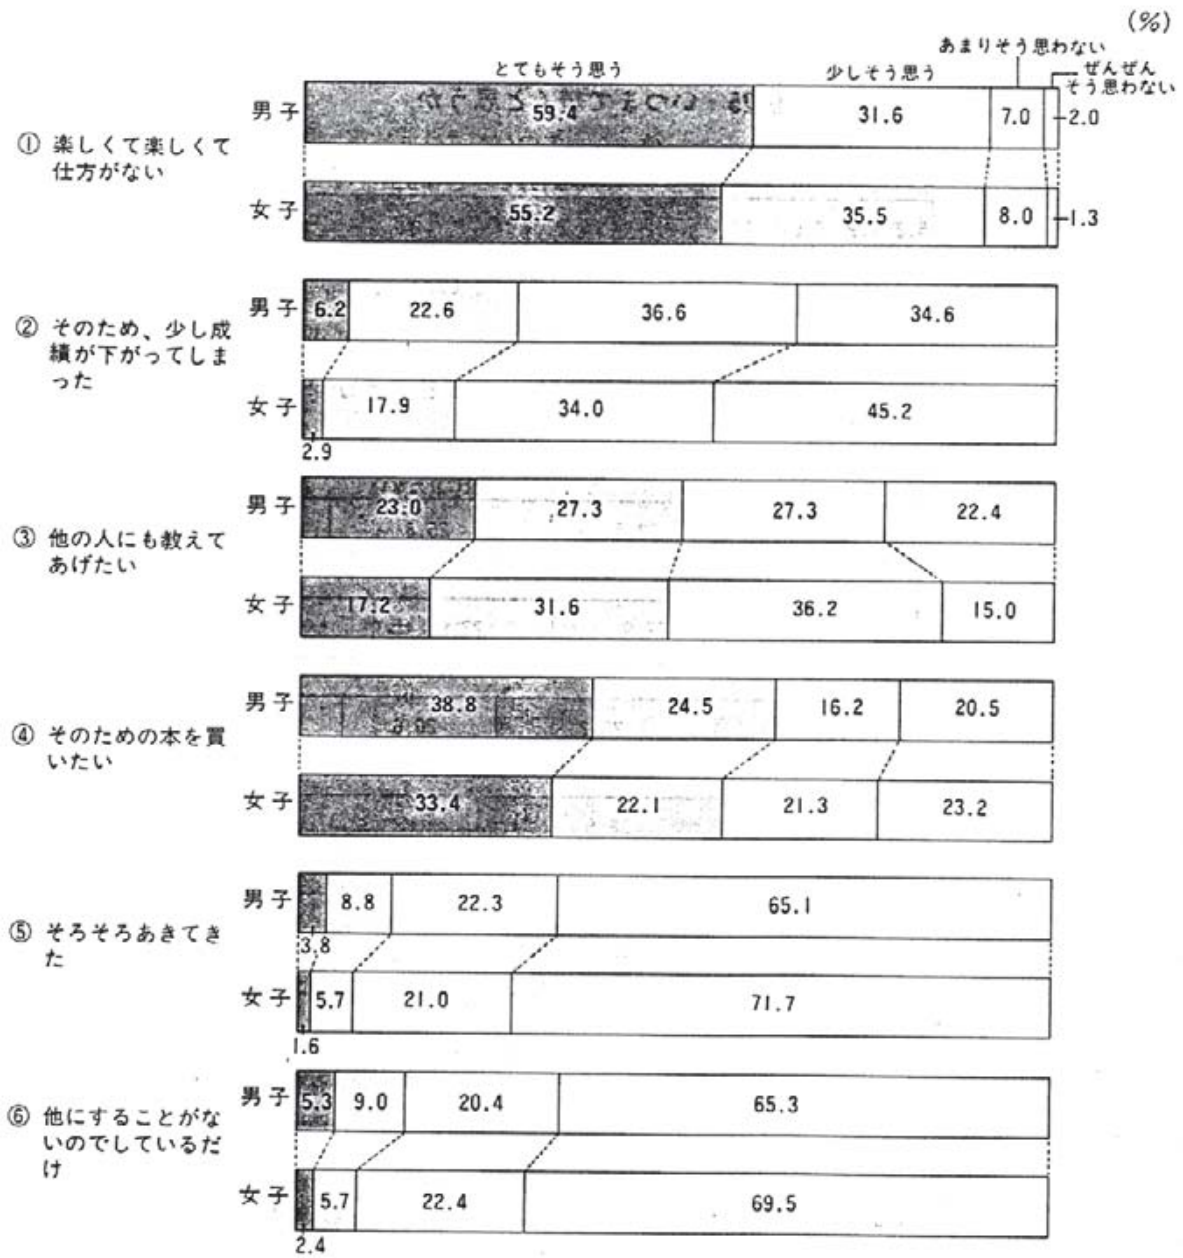 (%)
あまりそう思わない
とてもそう思う 少しそう思う ぜんぜん
そう思わない
① 楽しくて楽しくて
仕方がない
男子 59.4 31.6 7.0 2.0
女子 55.2 35.5 8.0 1.3
② そのため、少し成
績が下がってしま
った
男子 6.2 22.6 36.6 34.6
女子 2.9 17.9 34.0 45.2
③ 他の人にも教えて
あげたい
男子 23.0 27.3 27.3 22.4
女子 17.2 31.6 36.2 15.0
④ そのための本を買
いたい
男子 38.8 24.5 16.2 20.5
女子 33.4 22.1 21.3 23.2
⑤ そろそろあきてき
た
男子 3.8 8.8 22.3 65.1
女子 1.6 5.7 21.0 71.7
⑥ 他にすることがな
いのでしているだ
け
男子 5.3 9.0 20.4 65.3
女子 2.4 5.7 22.4 69.5